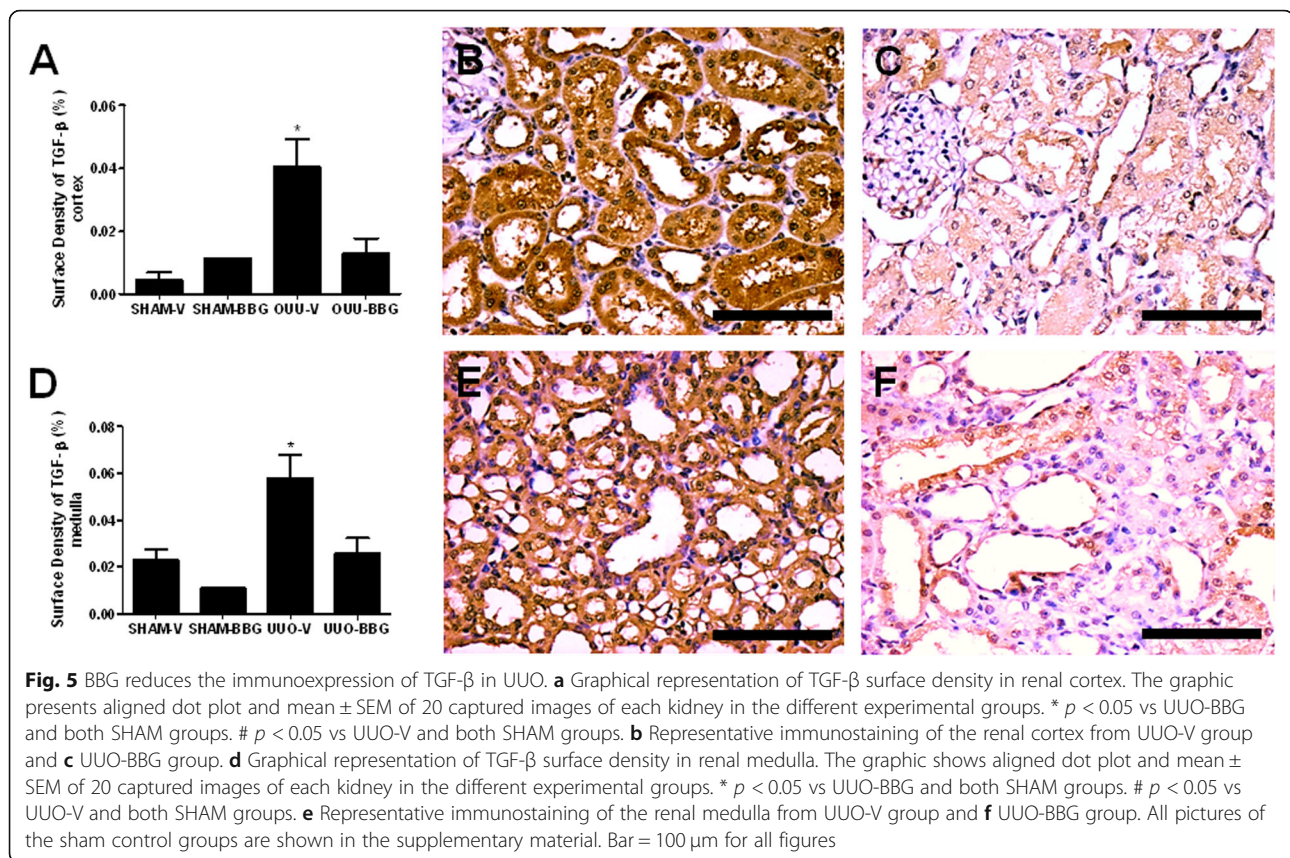 A
Surface Density of TGF-β (%)
cortex
0.06
0.04
0.02
0.00
*
SHAM-V SHAM-BBG OUU-V OUU-BBG
B
C
D
Surface Density of TGF-β (%)
medulla
0.08
0.06
0.04
0.02
0.00
*
SHAM-V SHAM-BBG UUO-V UUO-BBG
E
F
Fig. 5 BBG reduces the immunoexpression of TGF-β in UUO. a Graphical representation of TGF-β surface density in renal cortex. The graphic
presents aligned dot plot and mean ± SEM of 20 captured images of each kidney in the different experimental groups. * p < 0.05 vs UUO-BBG
and both SHAM groups. # p < 0.05 vs UUO-V and both SHAM groups. b Representative immunostaining of the renal cortex from UUO-V group
and c UUO-BBG group. d Graphical representation of TGF-β surface density in renal medulla. The graphic shows aligned dot plot and mean ±
SEM of 20 captured images of each kidney in the different experimental groups. * p < 0.05 vs UUO-BBG and both SHAM groups. # p < 0.05 vs
UUO-V and both SHAM groups. e Representative immunostaining of the renal medulla from UUO-V group and f UUO-BBG group. All pictures of
the sham control groups are shown in the supplementary material. Bar = 100 μm for all figures